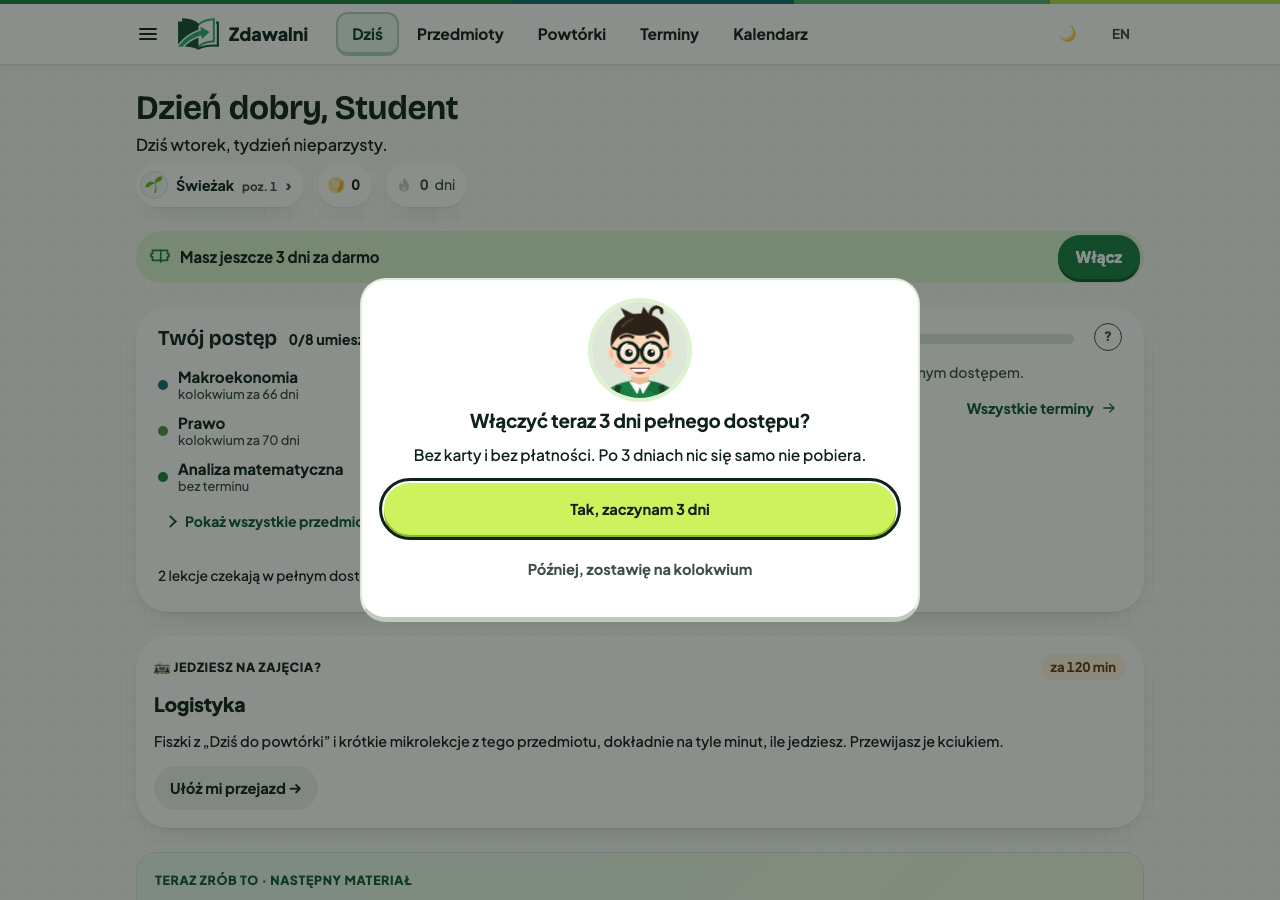 Zdawalni
Dziś
Przedmioty
Powtórki
Terminy
Kalendarz
EN
Dzień dobry, Student
Dziś wtorek, tydzień nieparzysty.
Świeżak poz. 1 ›
0
0 dni
Masz jeszcze 3 dni za darmo
Włącz
Twój postęp 0/8 umiesz
?
Makroekonomia
kolokwium za 66 dni
nym dostępem.
Prawo
kolokwium za 70 dni
Wszystkie terminy →
Analiza matematyczna
bez terminu
Pokaż wszystkie
2 lekcje czekają w pełnym
Włączyć teraz 3 dni pełnego dostępu?
Bez karty i bez płatności. Po 3 dniach nic się samo nie pobiera.
Tak, zaczynam 3 dni
Później, zostawię na kolokwium
JEDZIESZ NA ZAJĘCIA?
za 120 min
Logistyka
Fiszki z „Dziś do powtórki” i krótkie mikrolekcje z tego przedmiotu, dokładnie na tyle minut, ile jedziesz. Przewijasz je kciukiem.
Ułóż mi przejazd →
TERAZ ZRÓB TO · NASTĘPNY MATERIAŁ